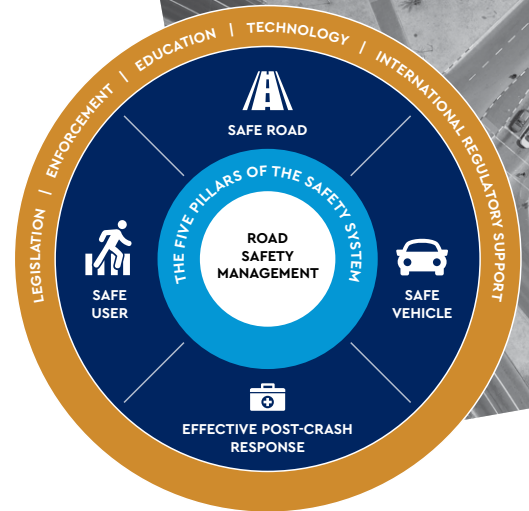 LEGISLATION | ENFORCEMENT | EDUCATION | TECHNOLOGY | INTERNATIONAL REGULATORY SUPPORT
SAFE ROAD
THE FIVE PILLARS OF THE SAFETY SYSTEM
ROAD
SAFETY
MANAGEMENT
SAFE
USER
SAFE
VEHICLE
EFFECTIVE POST-CRASH
RESPONSE